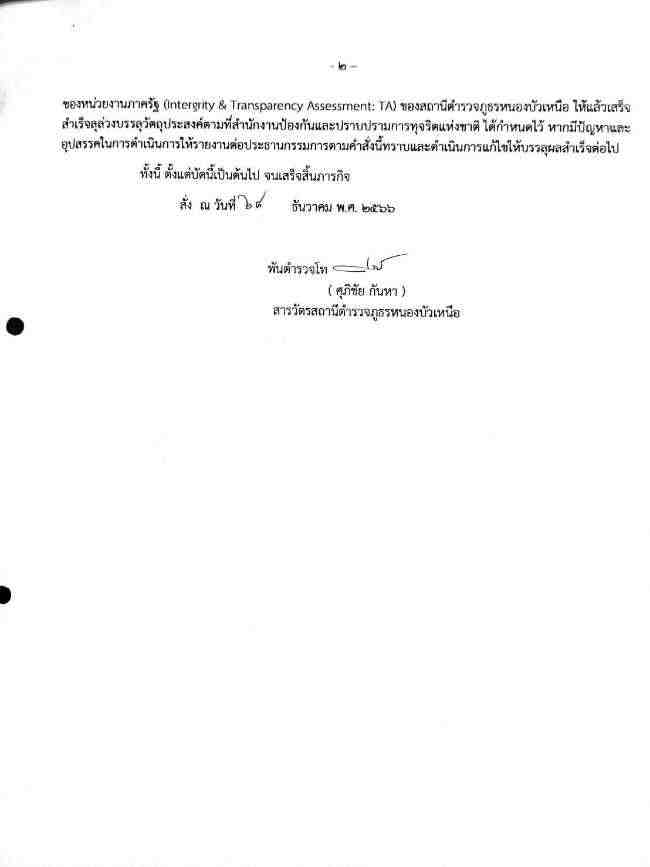 - ๒ -
ของหน่วยงานภาครัฐ (Intergrity & Transparency Assessment: TA) ของสถานีตำรวจภูธรหนองบัวเหนือ ให้แล้วเสร็จ
สำเร็จลุล่วงบรรลุวัตถุประสงค์ตามที่สำนักงานป้องกันและปราบปรามการทุจริตแห่งชาติ ได้กำหนดไว้ หากมีปัญหาและ
อุปสรรคในการดำเนินการให้รายงานต่อประธานกรรมการตามคำสั่งนี้ทราบและดำเนินการแก้ไขให้บรรลุผลสำเร็จต่อไป
ทั้งนี้ ตั้งแต่บัดนี้เป็นต้นไป จนเสร็จสิ้นภารกิจ
สั่ง ณ วันที่ ธันวาคม พ.ศ. ๒๕๖๖
พันตำรวจโท
( ศุภิชัย กันหา )
สารวัตรสถานีตำรวจภูธรหนองบัวเหนือ